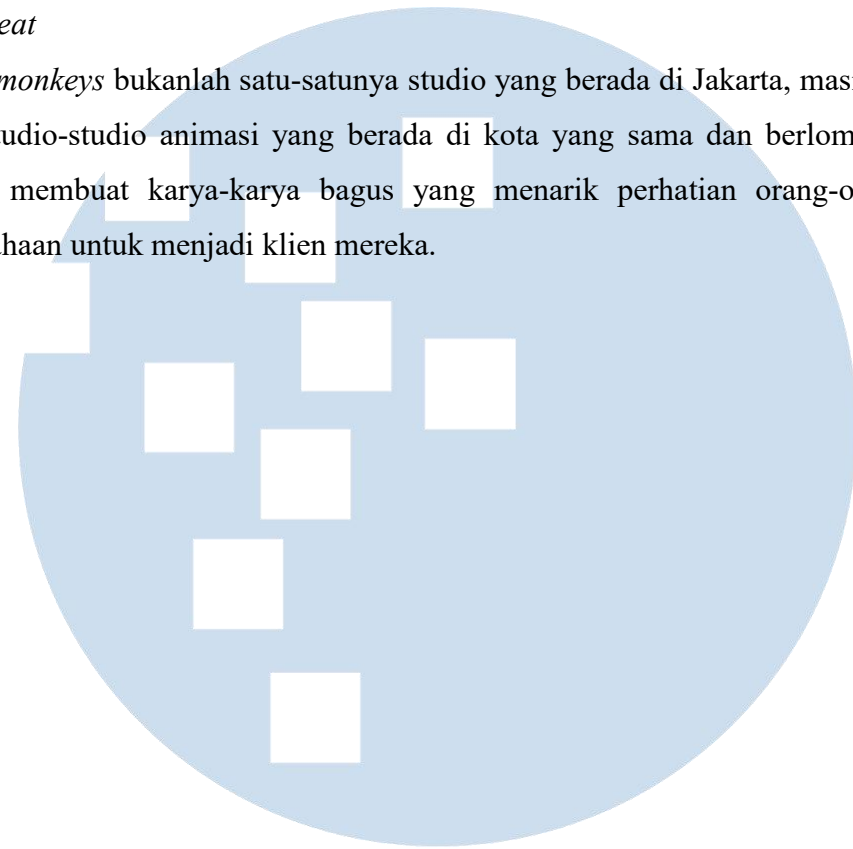 eat
monkeys bukanlah satu-satunya studio yang berada di Jakarta, mas
udio-studio animasi yang berada di kota yang sama dan berlom
membuat karya-karya bagus yang menarik perhatian orang-o
haan untuk menjadi klien mereka.